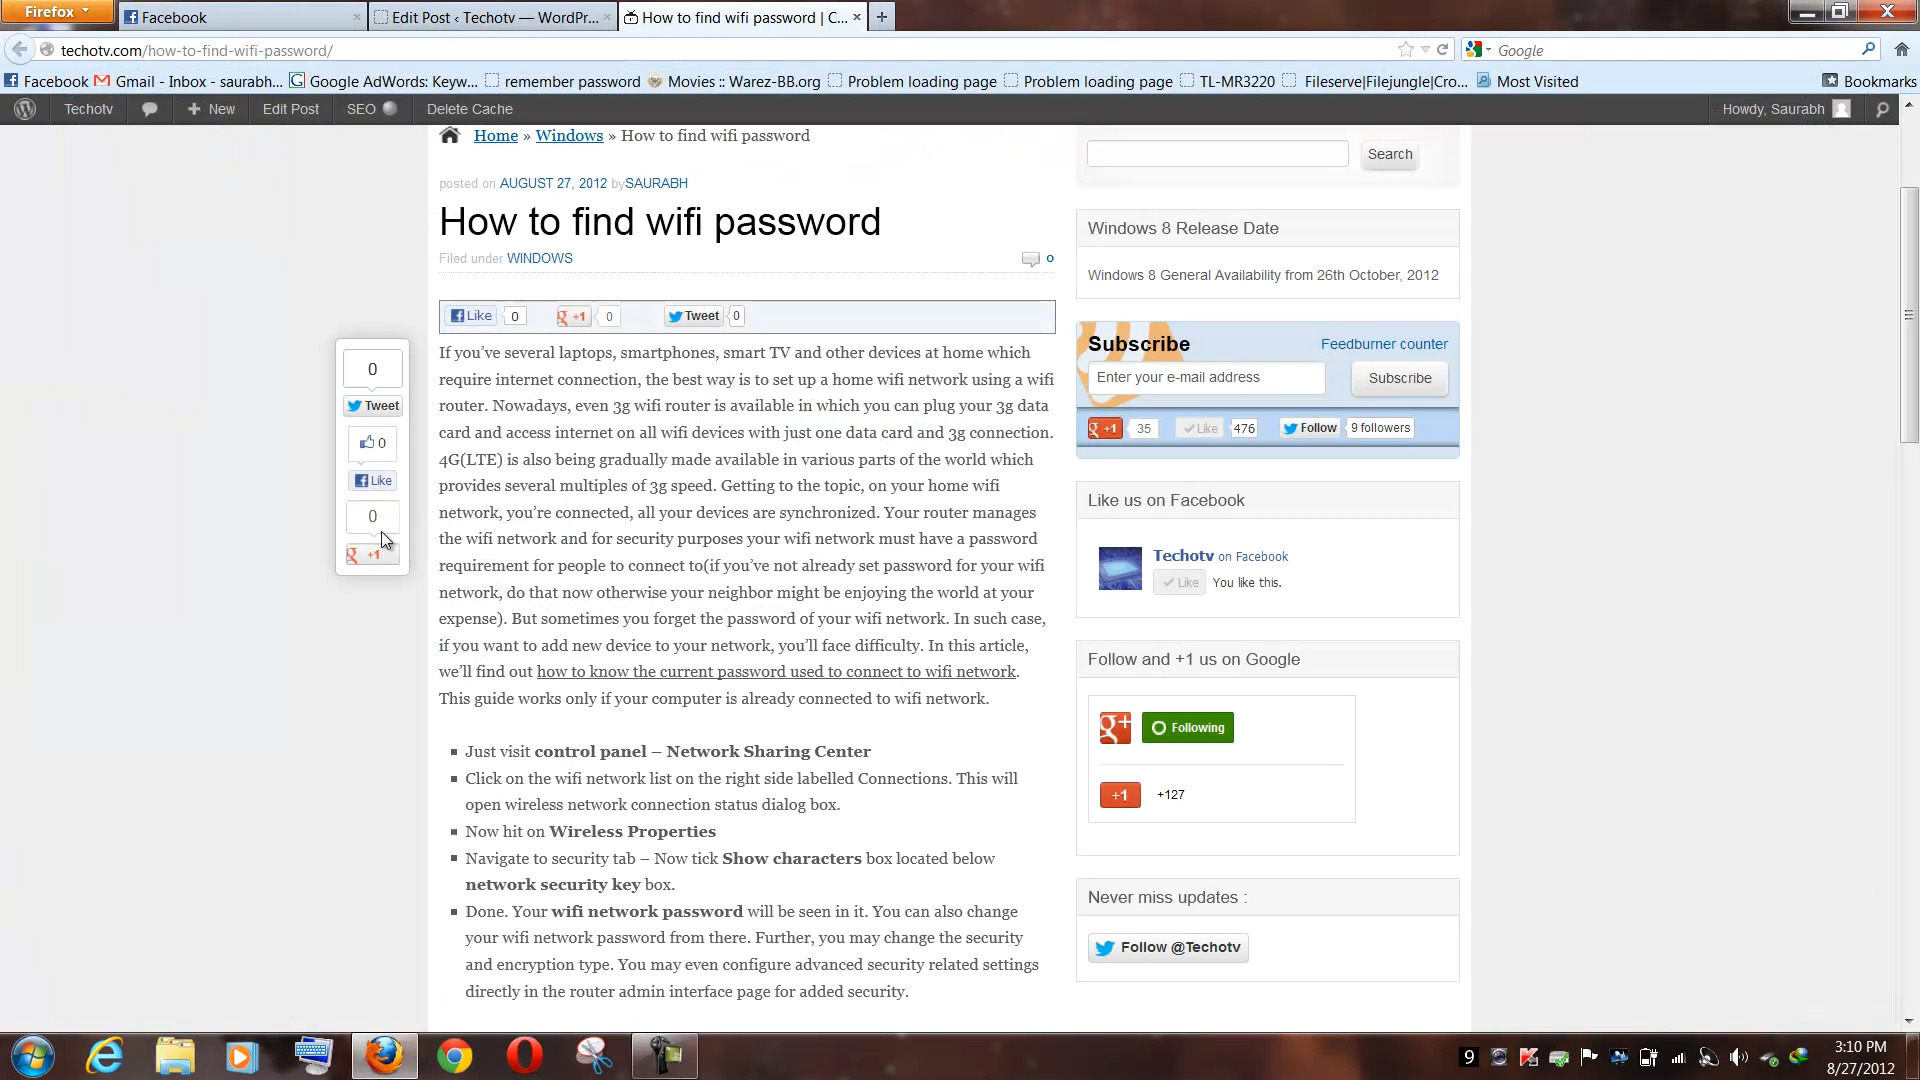 Firefox
Facebook
Edit Post ‹ Techotv — WordPr...
How to find wifi password | C...
techotv.com/how-to-find-wifi-password/
Google
Facebook
Gmail - Inbox - saurabh...
Google AdWords: Keyw...
remember password
Movies :: Warez-BB.org
Problem loading page
Problem loading page
TL-MR3220
Fileserve|Filejungle|Cro...
Most Visited
Bookmarks
Techotv
New
Edit Post
SEO
Delete Cache
Howdy, Saurabh
Home » Windows » How to find wifi password
posted on AUGUST 27, 2012 bySAURABH
How to find wifi password
Filed under WINDOWS
0
Like 0
+1 0
Tweet 0
0
Tweet
0
Like
0
+1
If you’ve several laptops, smartphones, smart TV and other devices at home which
require internet connection, the best way is to set up a home wifi network using a wifi
router. Nowadays, even 3g wifi router is available in which you can plug your 3g data
card and access internet on all wifi devices with just one data card and 3g connection.
4G(LTE) is also being gradually made available in various parts of the world which
provides several multiples of 3g speed. Getting to the topic, on your home wifi
network, you’re connected, all your devices are synchronized. Your router manages
the wifi network and for security purposes your wifi network must have a password
requirement for people to connect to(if you’ve not already set password for your wifi
network, do that now otherwise your neighbor might be enjoying the world at your
expense). But sometimes you forget the password of your wifi network. In such case,
if you want to add new device to your network, you’ll face difficulty. In this article,
we’ll find out how to know the current password used to connect to wifi network.
This guide works only if your computer is already connected to wifi network.
Just visit control panel – Network Sharing Center
Click on the wifi network list on the right side labelled Connections. This will
open wireless network connection status dialog box.
Now hit on Wireless Properties
Navigate to security tab – Now tick Show characters box located below
network security key box.
Done. Your wifi network password will be seen in it. You can also change
your wifi network password from there. Further, you may change the security
and encryption type. You may even configure advanced security related settings
directly in the router admin interface page for added security.
Search
Windows 8 Release Date
Windows 8 General Availability from 26th October, 2012
Subscribe
Feedburner counter
Enter your e-mail address
Subscribe
+1 35
Like 476
Follow 9 followers
Like us on Facebook
Techotv on Facebook
Like You like this.
Follow and +1 us on Google
g+ Following
+1 +127
Never miss updates :
Follow @Techotv
9
3:10 PM
8/27/2012